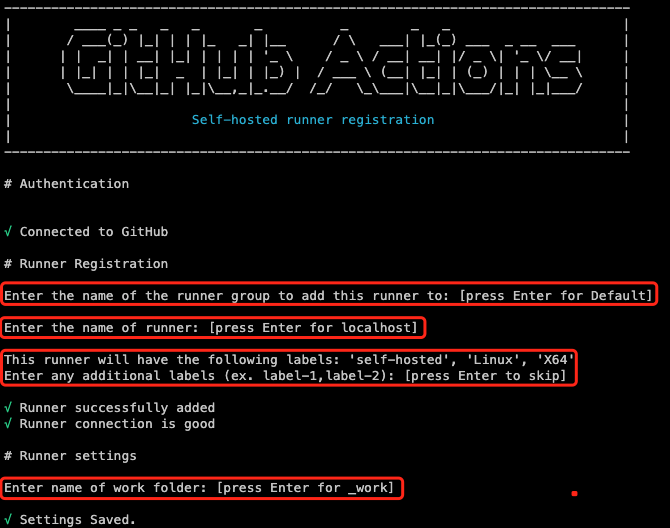 GitHub Actions
Self-hosted runner registration
# Authentication
√ Connected to GitHub
# Runner Registration
Enter the name of the runner group to add this runner to: [press Enter for Default]
Enter the name of runner: [press Enter for localhost]
This runner will have the following labels: 'self-hosted', 'Linux', 'X64'
Enter any additional labels (ex. label-1,label-2): [press Enter to skip]
√ Runner successfully added
√ Runner connection is good
# Runner settings
Enter name of work folder: [press Enter for _work]
√ Settings Saved.